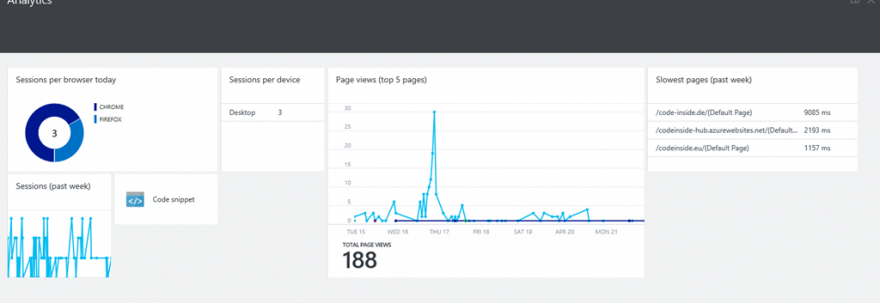 Analytics
Sessions per browser today
3
CHROME
FIREFOX
Sessions per device
Desktop 3
Page views (top 5 pages)
30
25
20
15
10
5
0
TUE 15 WED 16 THU 17 FRI 18 SAT 19 APR 20 MON 21
TOTAL PAGE VIEWS
188
Slowest pages (past week)
/code-inside.de/(Default Page) 9085 ms
/codeinside-hub.azurewebsites.net/(Default... 2193 ms
/codeinside.eu/(Default Page) 1157 ms
Sessions (past week)
</> Code snippet